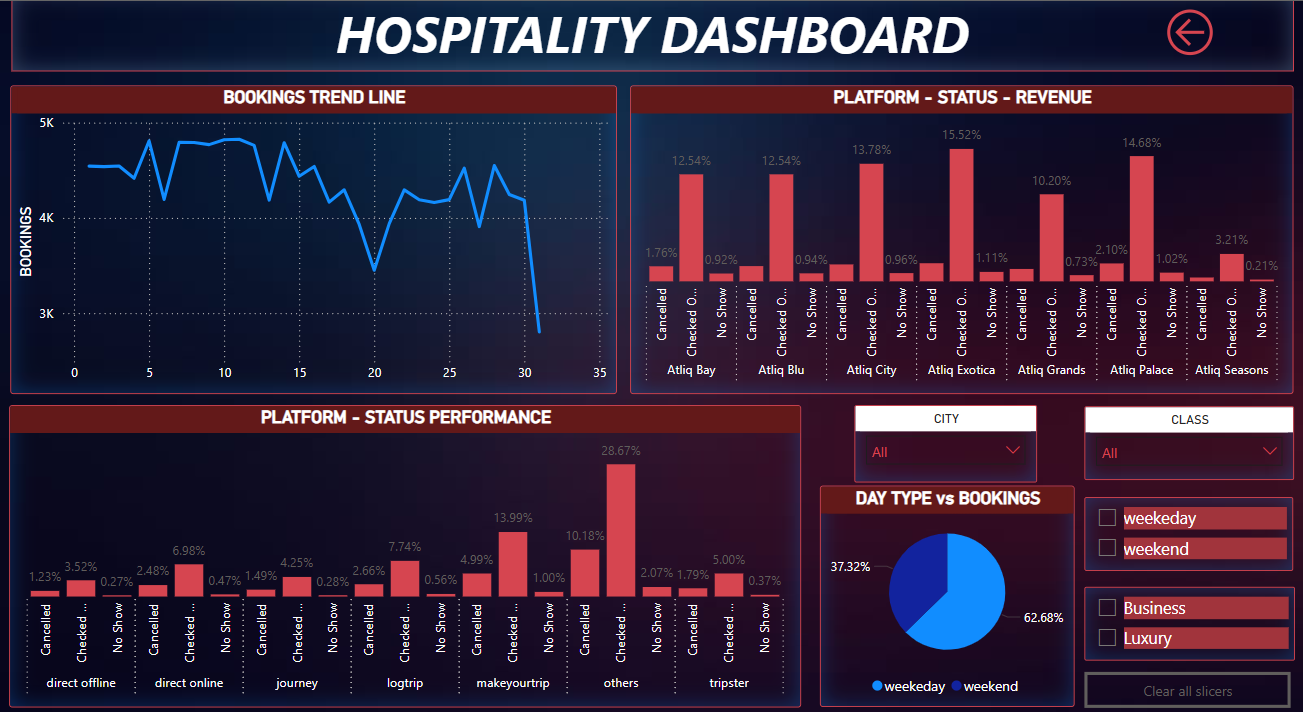 HOSPITALITY DASHBOARD
BOOKINGS TREND LINE
5K
4K
3K
BOOKINGS
0 5 10 15 20 25 30 35
PLATFORM - STATUS - REVENUE
1.76% 12.54% 0.92% 12.54% 0.94% 13.78% 0.96% 15.52% 1.11% 10.20% 0.73% 2.10% 14.68% 1.02% 3.21% 0.21%
Cancelled Checked O... No Show Cancelled Checked O... No Show Cancelled Checked O... No Show Cancelled Checked O... No Show Cancelled Checked O... No Show Cancelled Checked O... No Show Cancelled Checked O... No Show
Atliq Bay Atliq Blu Atliq City Atliq Exotica Atliq Grands Atliq Palace Atliq Seasons
PLATFORM - STATUS PERFORMANCE
1.23% 3.52% 0.27% 2.48% 6.98% 0.47% 1.49% 4.25% 0.28% 2.66% 7.74% 0.56% 4.99% 13.99% 1.00% 10.18% 28.67% 2.07% 1.79% 5.00% 0.37%
Cancelled Checked ... No Show Cancelled Checked ... No Show Cancelled Checked ... No Show Cancelled Checked ... No Show Cancelled Checked ... No Show Cancelled Checked ... No Show Cancelled Checked ... No Show
direct offline direct online journey logtrip makeyourtrip others tripster
CITY
All
CLASS
All
DAY TYPE vs BOOKINGS
37.32%
62.68%
weekeday weekend
weekeday
weekend
Business
Luxury
Clear all slicers